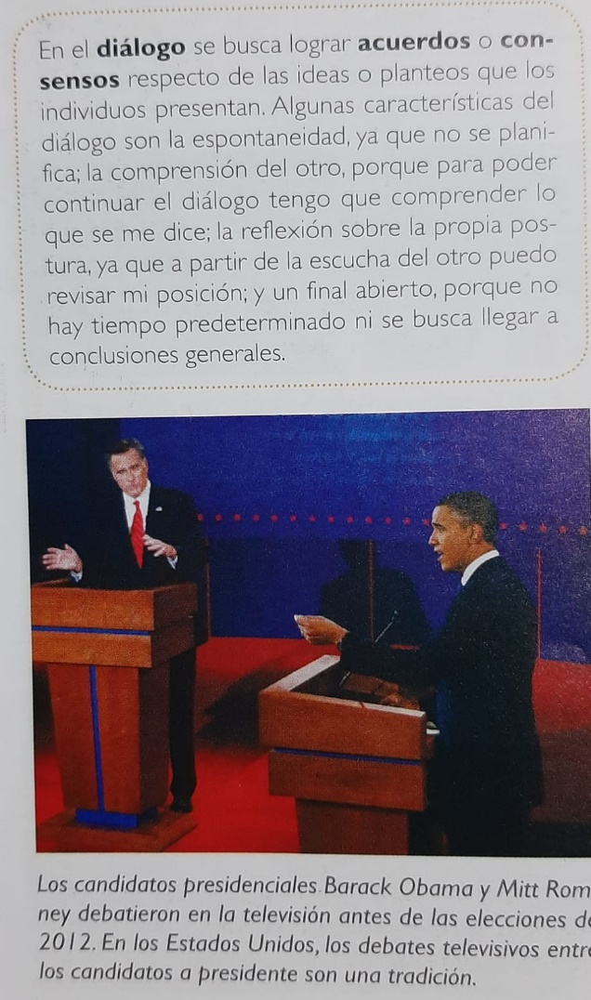 En el diálogo se busca lograr acuerdos o con-
sensos respecto de las ideas o planteos que los
individuos presentan. Algunas características del
diálogo son la espontaneidad, ya que no se plani-
fica; la comprensión del otro, porque para poder
continuar el diálogo tengo que comprender lo
que se me dice; la reflexión sobre la propia pos-
tura, ya que a partir de la escucha del otro puedo
revisar mi posición; y un final abierto, porque no
hay tiempo predeterminado ni se busca llegar a
conclusiones generales.
Los candidatos presidenciales Barack Obama y Mitt Rom
ney debatieron en la televisión antes de las elecciones de
2012. En los Estados Unidos, los debates televisivos entre
los candidatos a presidente son una tradición.